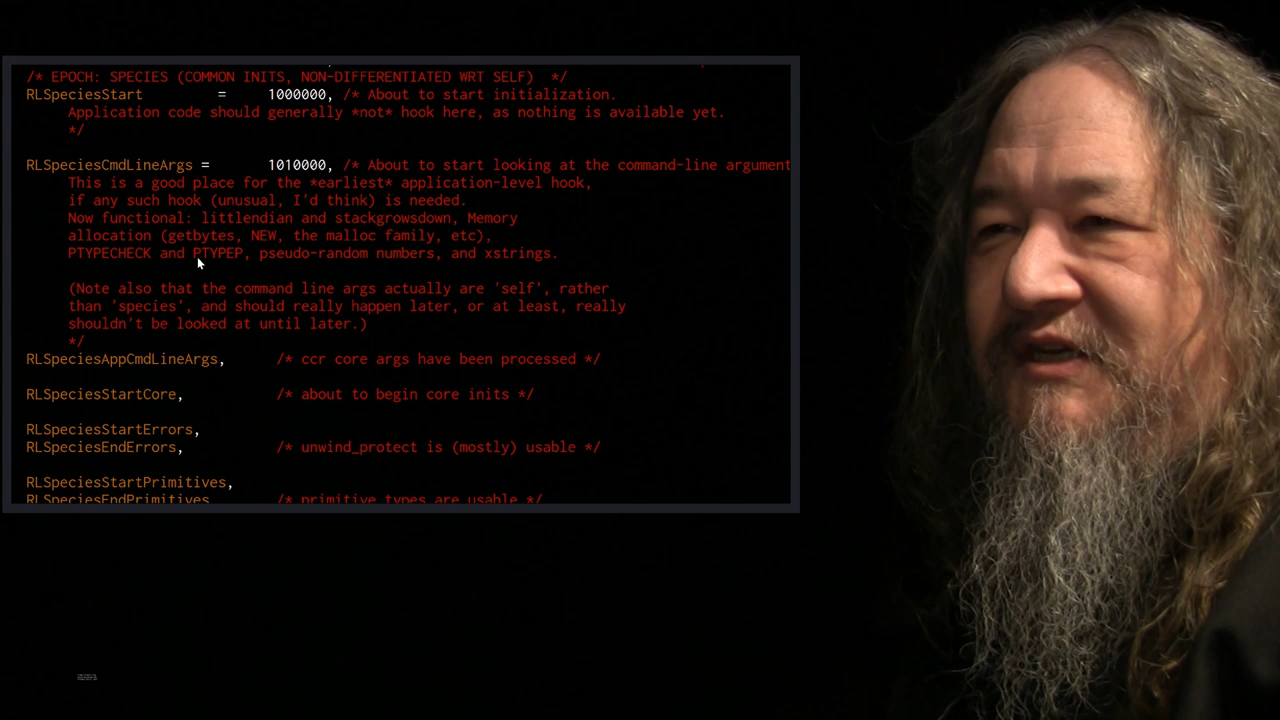 /* EPOCH: SPECIES (COMMON INITS, NON-DIFFERENTIATED WRT SELF)  */
RLSpeciesStart         =     1000000, /* About to start initialization.
     Application code should generally *not* hook here, as nothing is available yet.
     */
RLSpeciesCmdLineArgs =       1010000, /* About to start looking at the command-line argument
     This is a good place for the *earliest* application-level hook,
     if any such hook (unusual, I'd think) is needed.
     Now functional: littlendian and stackgrowsdown, Memory
     allocation (getbytes, NEW, the malloc family, etc),
     PTYPECHECK and PTYPEP, pseudo-random numbers, and xstrings.
     (Note also that the command line args actually are 'self', rather
     than 'species', and should really happen later, or at least, really
     shouldn't be looked at until later.)
     */
RLSpeciesAppCmdLineArgs,      /* ccr core args have been processed */
RLSpeciesStartCore,           /* about to begin core inits */
RLSpeciesStartErrors,
RLSpeciesEndErrors,           /* unwind_protect is (mostly) usable */
RLSpeciesStartPrimitives,
RLSpeciesEndPrimitives        /* primitive types are usable */